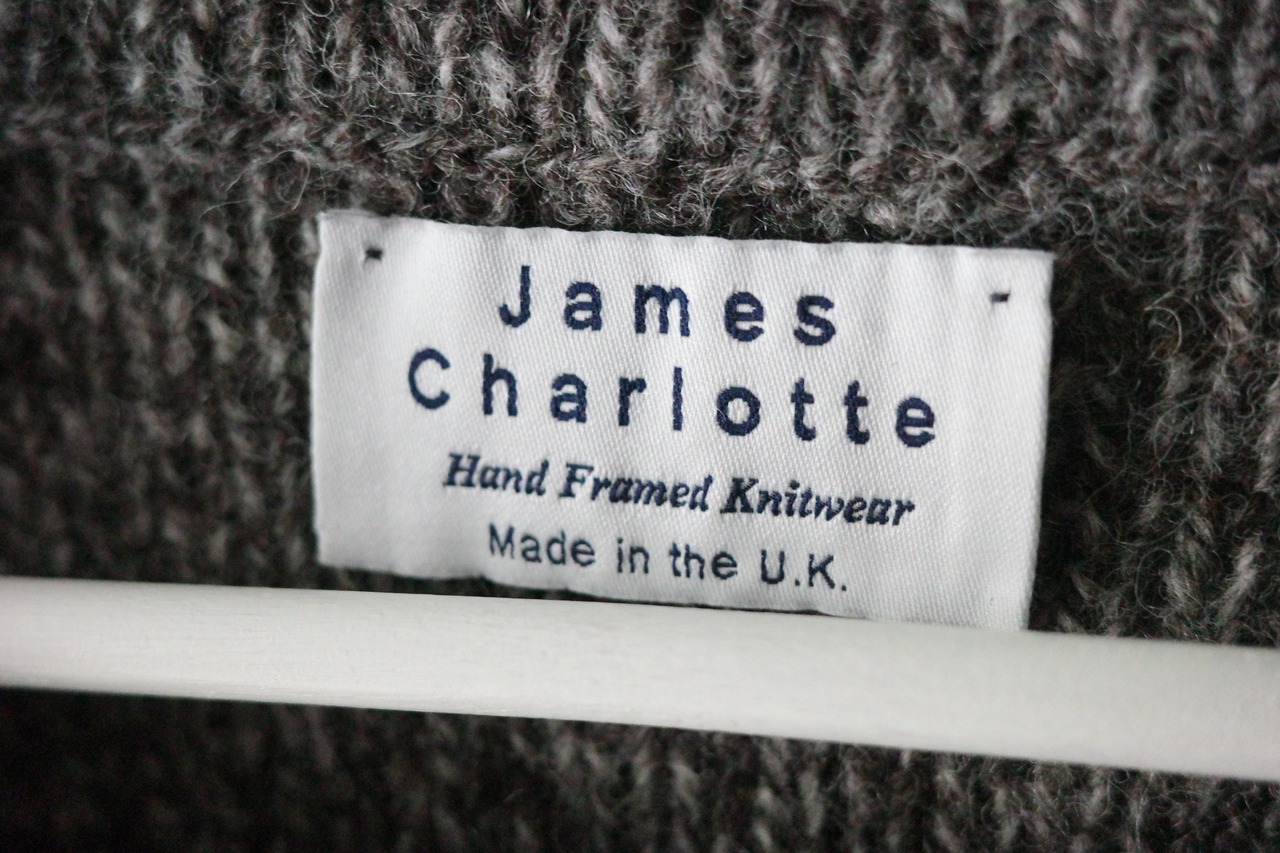 James
Charlotte
Hand Framed Knitwear
Made in the U.K.